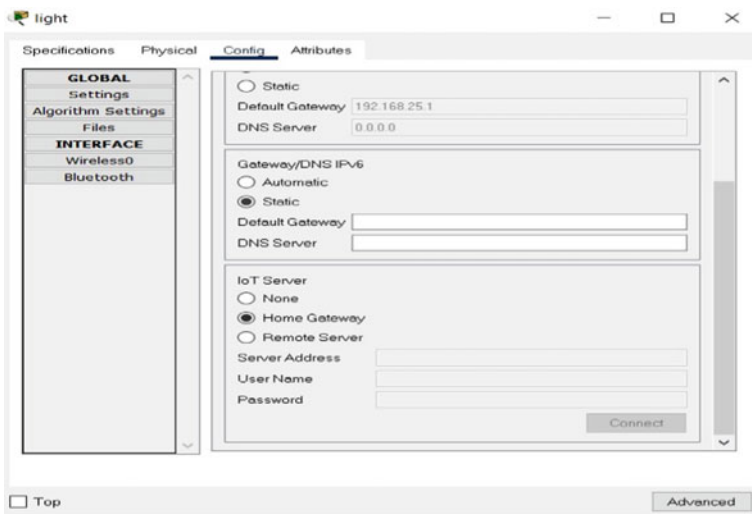 light
Specifications Physical Config Attributes
GLOBAL
Settings
Algorithm Settings
Files
INTERFACE
Wireless0
Bluetooth
Static
Default Gateway 192.168.25.1
DNS Server 0.0.0.0
Gateway/DNS IPv6
Automatic
Static
Default Gateway
DNS Server
IoT Server
None
Home Gateway
Remote Server
Server Address
User Name
Password
Connect
Top
Advanced